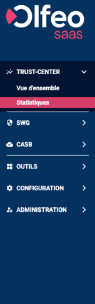 Olfeo
saas
TRUST-CENTER
Vue d'ensemble
Statistiques
SWG
CASB
OUTILS
CONFIGURATION
ADMINISTRATION